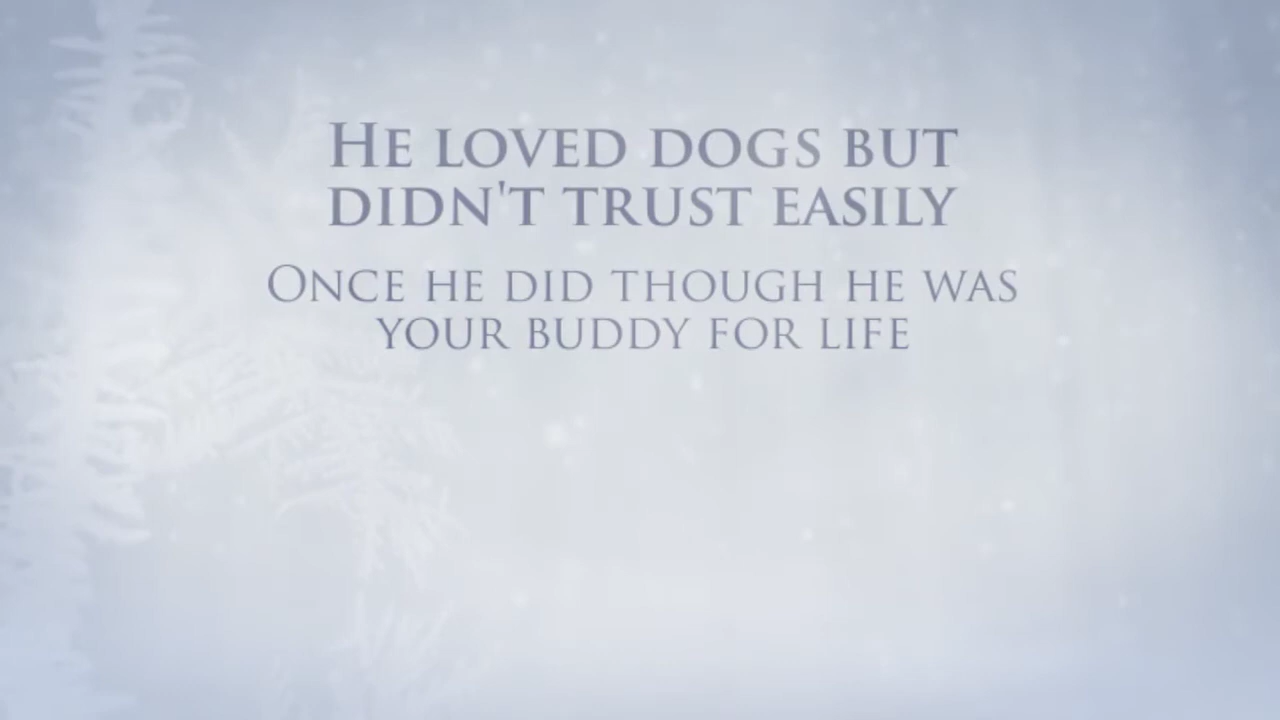 He loved dogs but
didn't trust easily
Once he did though he was
your buddy for life